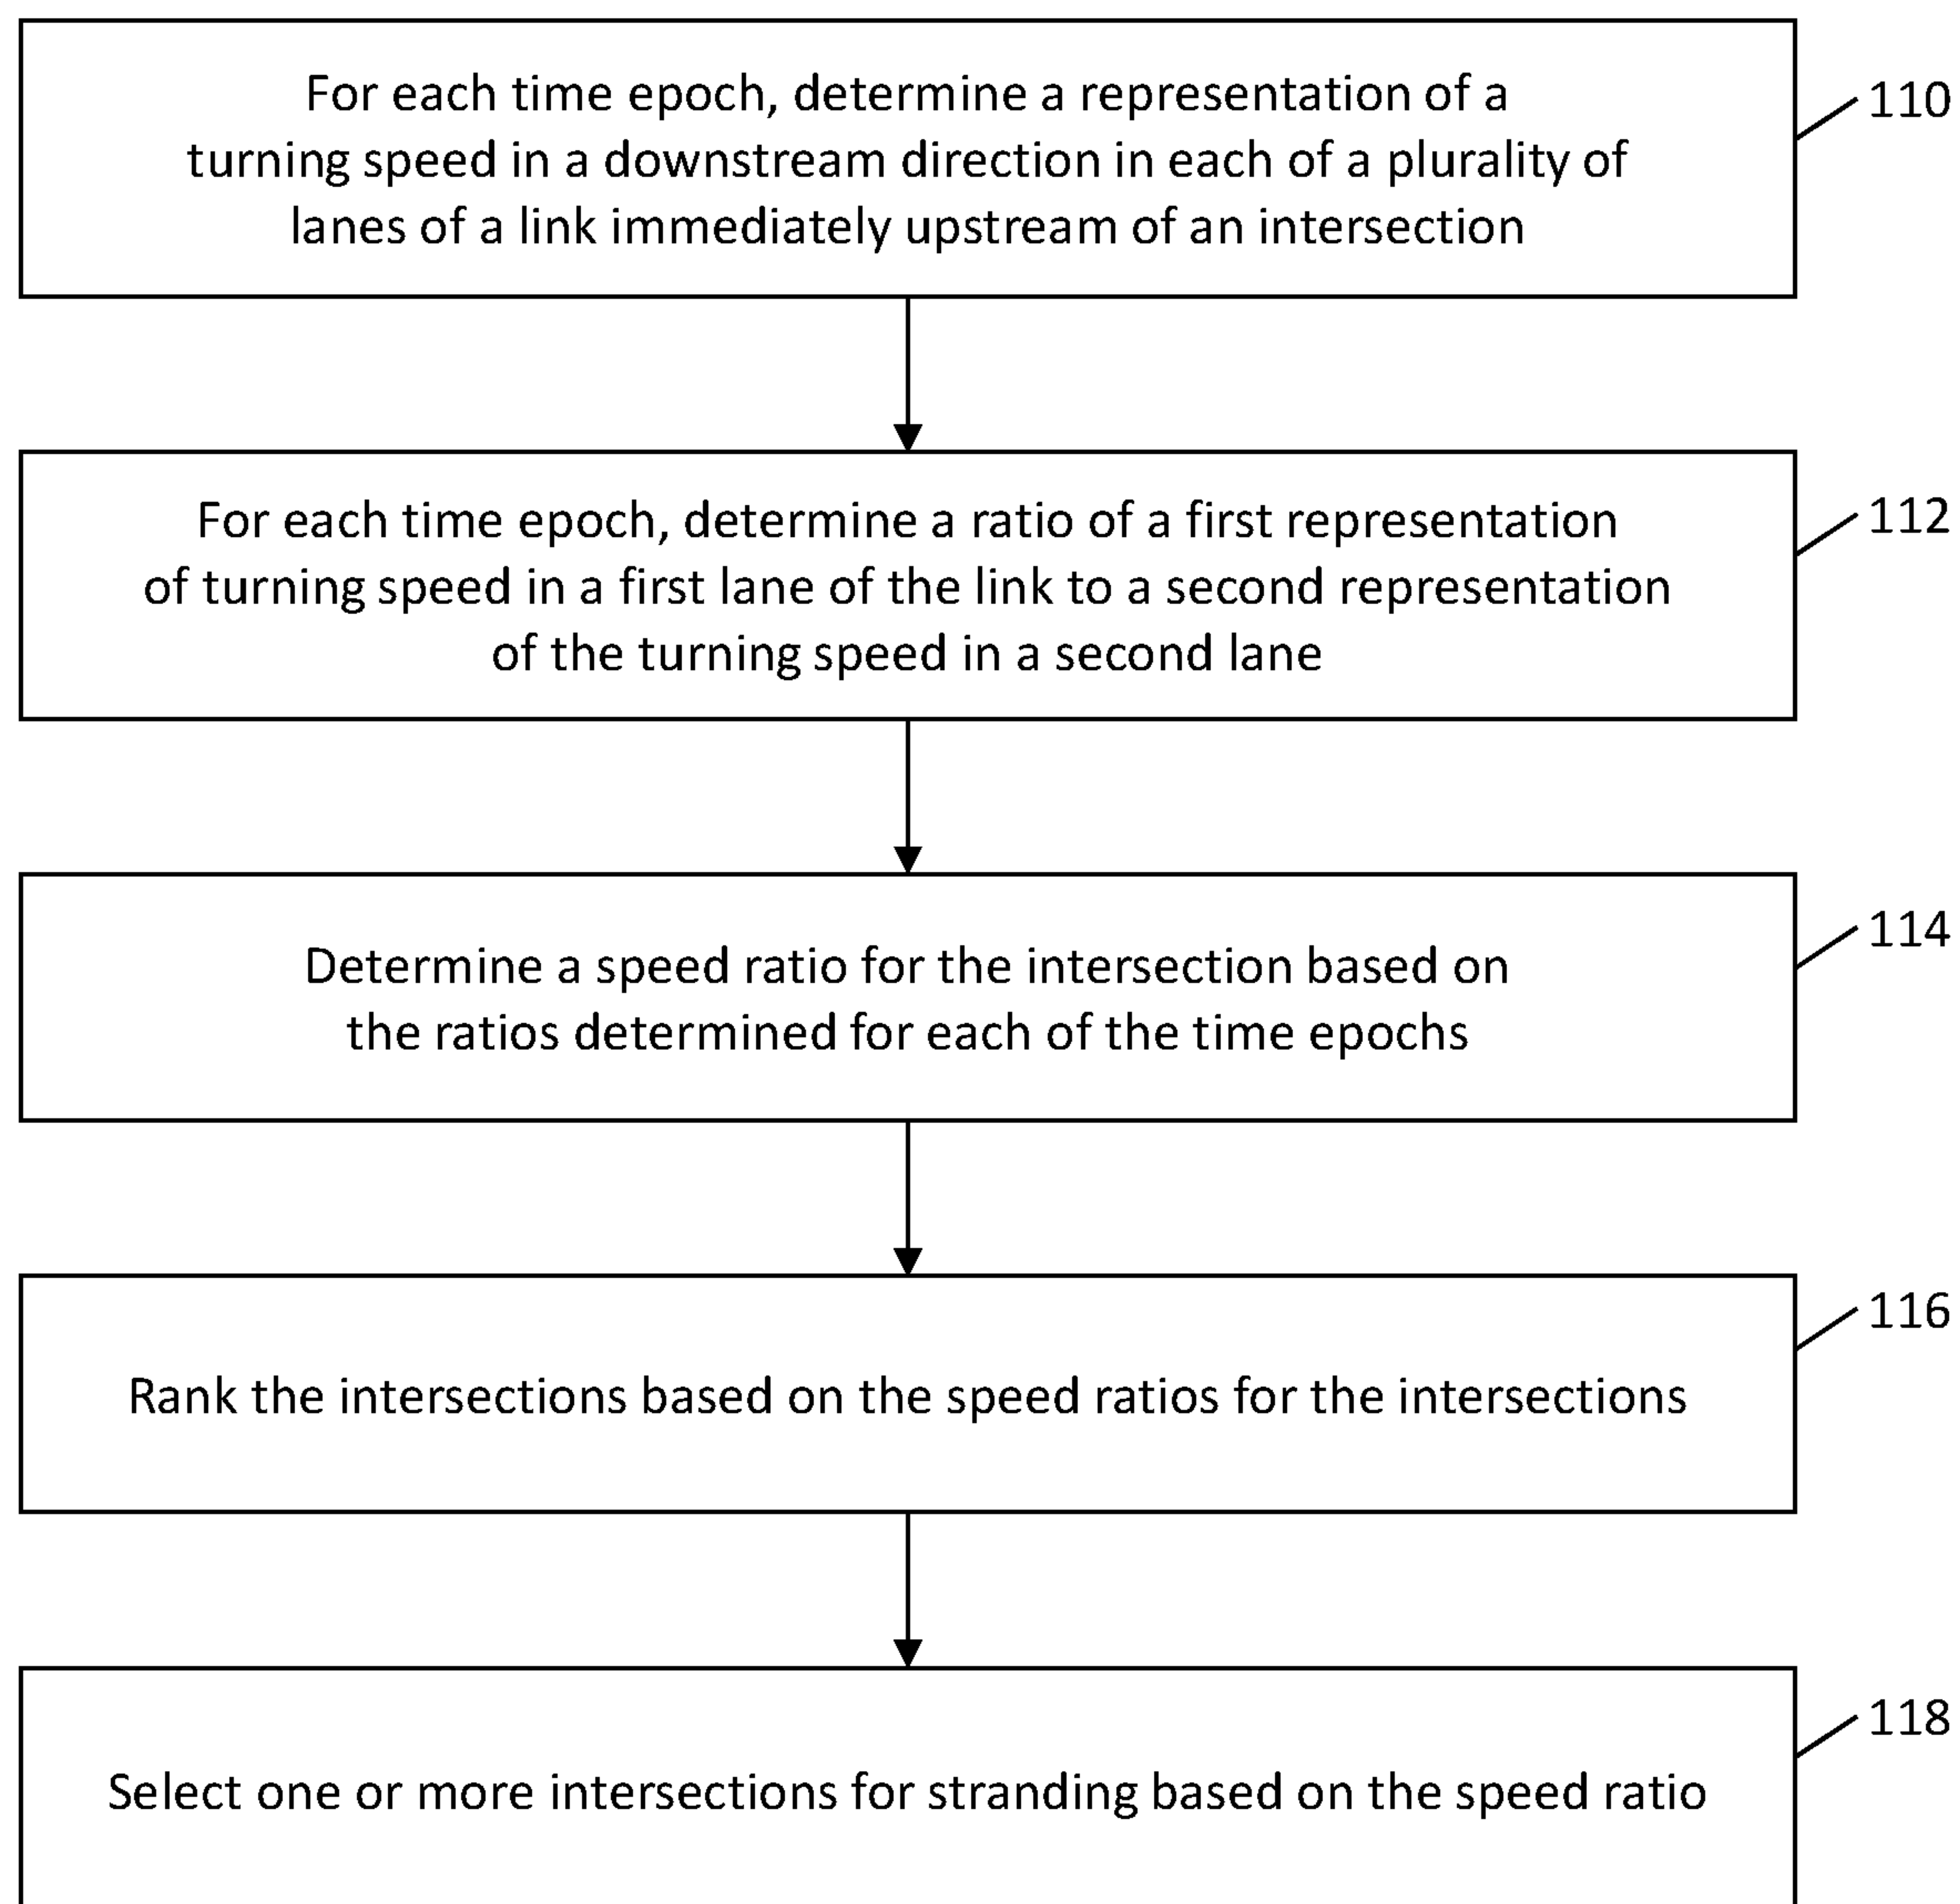 For each time epoch, determine a representation of a
turning speed in a downstream direction in each of a plurality of
lanes of a link immediately upstream of an intersection
110
For each time epoch, determine a ratio of a first representation
of turning speed in a first lane of the link to a second representation
of the turning speed in a second lane
112
Determine a speed ratio for the intersection based on
the ratios determined for each of the time epochs
114
Rank the intersections based on the speed ratios for the intersections
116
Select one or more intersections for stranding based on the speed ratio
118